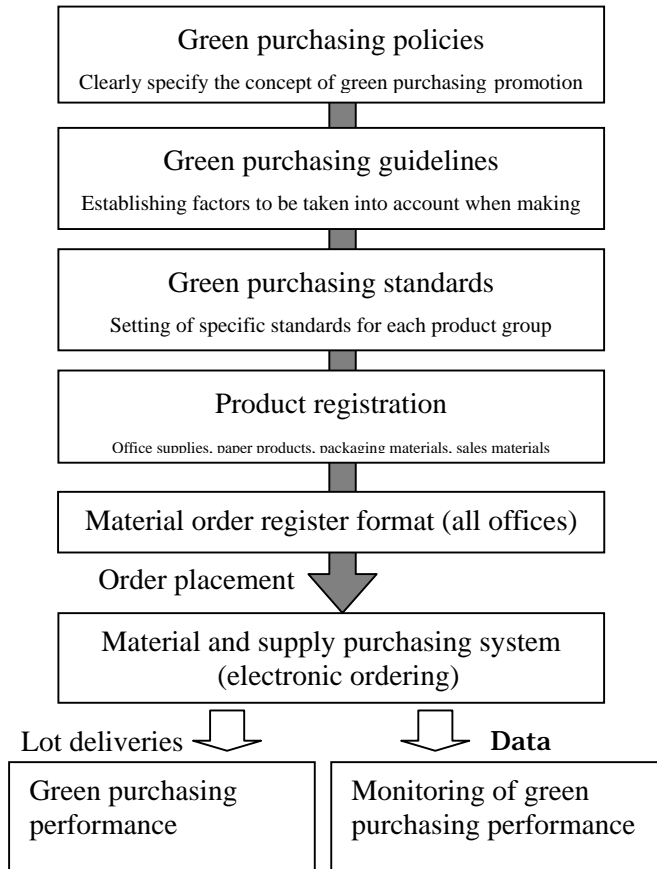 Green purchasing policies
Clearly specify the concept of green purchasing promotion
Green purchasing guidelines
Establishing factors to be taken into account when making
Green purchasing standards
Setting of specific standards for each product group
Product registration
Office supplies, paper products, packaging materials, sales materials
Material order register format (all offices)
Order placement
Material and supply purchasing system
(electronic ordering)
Lot deliveries
Data
Green purchasing
performance
Monitoring of green
purchasing performance